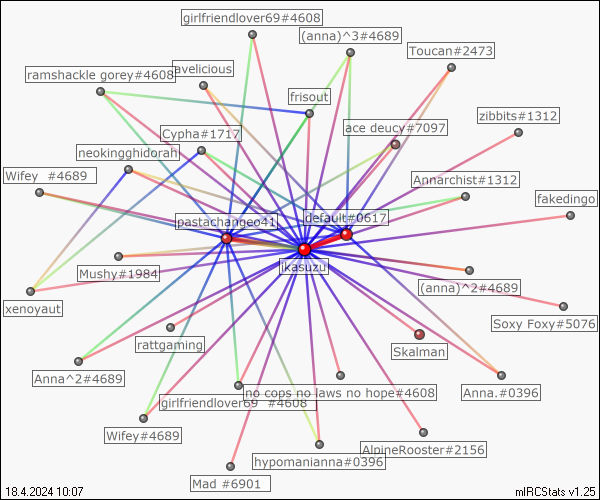 girlfriendlover69#4608
(anna)^3#4689
Toucan#2473
avelicious
ramshackle gorey#4608
frisout
zibbits#1312
ace deucy#7097
Cypha#1717
neokingghidorah
Wifey_#4689
Annarchist#1312
fakedingo
pastachangeo41
default#0617
jkasuzu
Mushy#1984
(anna)^2#4689
xenoyaut
Soxy Foxy#5076
rattgaming
Skalman
Anna^2#4689
no cops no laws no hope#4608
Anna.#0396
girlfriendlover69 #4608
Wifey#4689
AlpineRooster#2156
hypomanianna#0396
Mad #6901
18.4.2024 10:07
mIRCStats v1.25